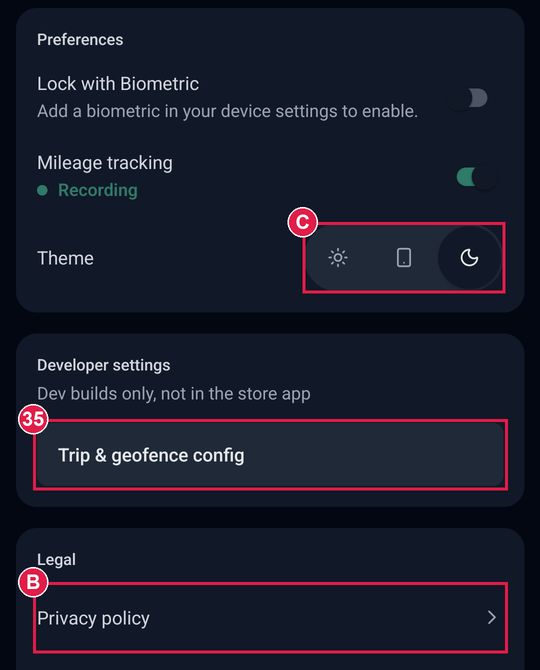 Preferences
Lock with Biometric
Add a biometric in your device settings to enable.
Mileage tracking
Recording
C
Theme
Developer settings
Dev builds only, not in the store app
35
Trip & geofence config
Legal
B
Privacy policy